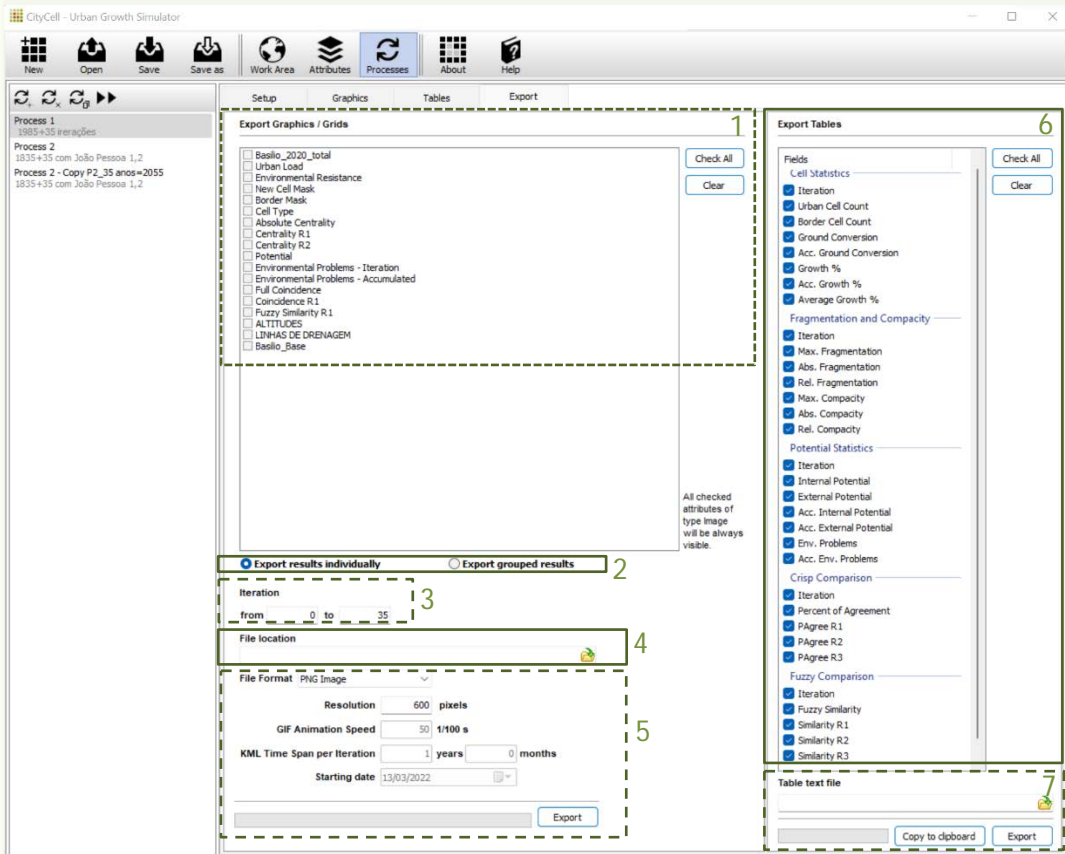 CityCell - Urban Growth Simulator
New Open Save Save as Work Area Attributes Processes About Help
Process 1
1985+35 irerações
Process 2
1835+35 com João Pessoa 1,2
Process 2 - Copy P2_35 anos=2055
1835+35 com João Pessoa 1,2
Setup Graphics Tables Export
Export Graphics / Grids
1
Basilio_2020_total
Urban Load
Environmental Resistance
New Cell Mask
Border Mask
Cell Type
Absolute Centrality
Centrality R1
Centrality R2
Potential
Environmental Problems - Iteration
Environmental Problems - Accumulated
Full Coincidence
Coincidence R1
Fuzzy Similarity R1
ALTITUDES
LINHAS DE DRENAGEM
Basilio_Base
Check All
Clear
All checked
attributes of
type Image
will be always
visible.
Export results individually Export grouped results
2
Iteration
from 0 to 35
3
File location
4
File Format PNG Image
Resolution 600 pixels
GIF Animation Speed 50 1/100 s
KML Time Span per Iteration 1 years 0 months
Starting date 13/03/2022
Export
5
Export Tables
6
Fields
Cell Statistics
Iteration
Urban Cell Count
Border Cell Count
Ground Conversion
Acc. Ground Conversion
Growth %
Acc. Growth %
Average Growth %
Fragmentation and Compacity
Iteration
Max. Fragmentation
Abs. Fragmentation
Rel. Fragmentation
Max. Compacity
Abs. Compacity
Rel. Compacity
Potential Statistics
Iteration
Internal Potential
External Potential
Acc. Internal Potential
Acc. External Potential
Env. Problems
Acc. Env. Problems
Crisp Comparison
Iteration
Percent of Agreement
PAgree R1
PAgree R2
PAgree R3
Fuzzy Comparison
Iteration
Fuzzy Similarity
Similarity R1
Similarity R2
Similarity R3
Check All
Clear
Table text file
7
Copy to clipboard Export